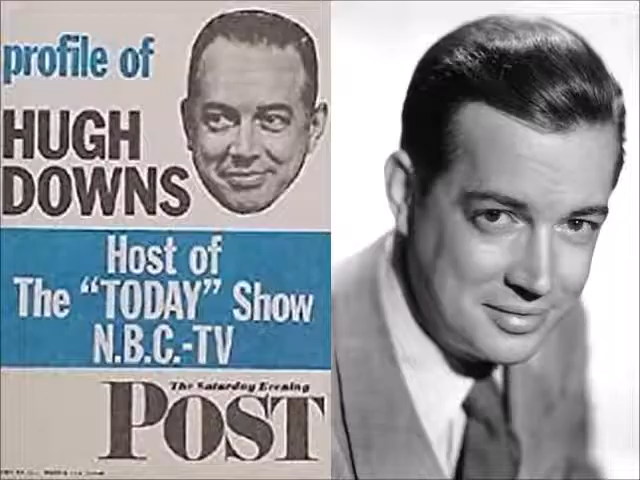 profile of
HUGH
DOWNS
Host of
The "TODAY" Show
N.B.C.-TV
The Saturday Evening
POST